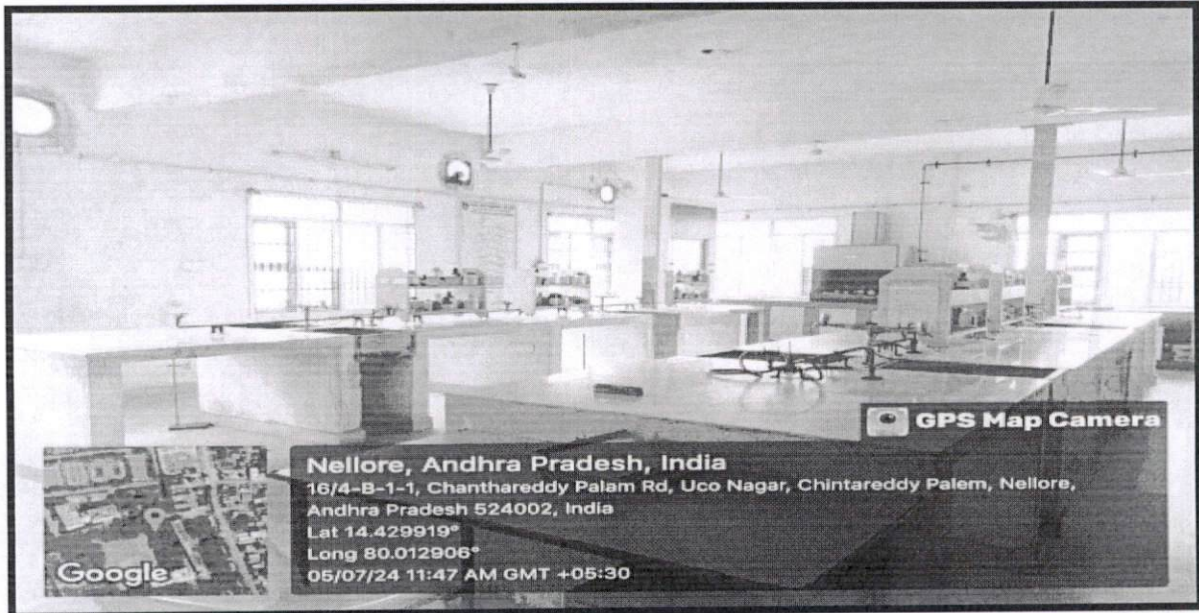 GPS Map Camera
Nellore, Andhra Pradesh, India
16/4-B-1-1, Chanthareddy Palam Rd, Uco Nagar, Chintareddy Palem, Nellore,
Andhra Pradesh 524002, India
Lat 14.429919°
Long 80.012906°
05/07/24 11:47 AM GMT +05:30
Google